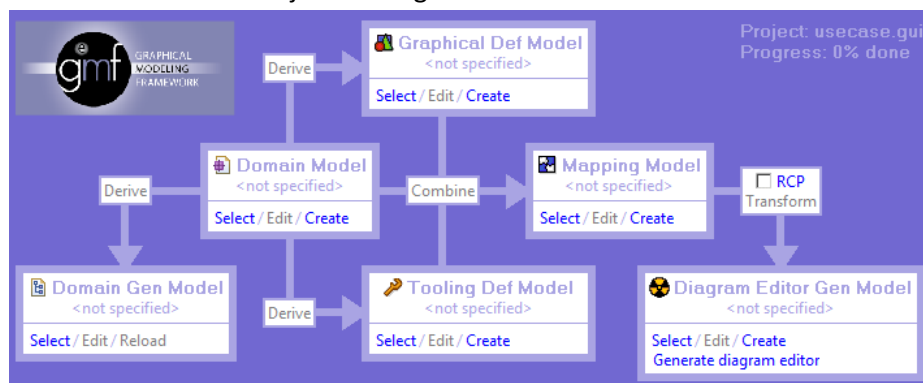 e
gmf
GRAPHICAL
MODELING
FRAMEWORK
Project: usecase.gui
Progress: 0% done
Derive
Graphical Def Model
<not specified>
Select / Edit / Create
Derive
Domain Model
<not specified>
Select / Edit / Create
Combine
Mapping Model
<not specified>
Select / Edit / Create
RCP
Transform
Domain Gen Model
<not specified>
Select / Edit / Reload
Derive
Tooling Def Model
<not specified>
Select / Edit / Create
Diagram Editor Gen Model
<not specified>
Select / Edit / Create
Generate diagram editor